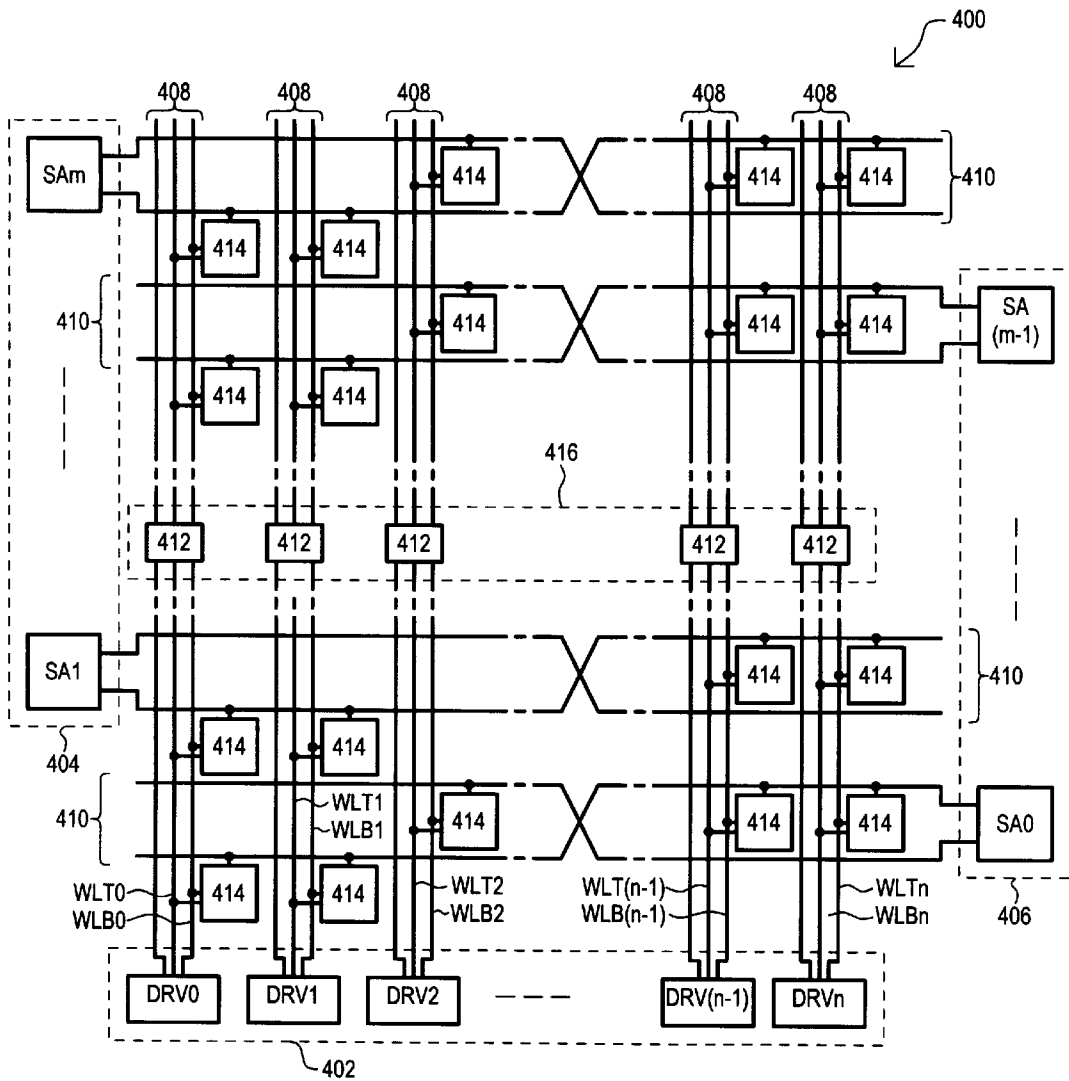 400
408 408 408 408 408
SAm
414 414 414 410
414 414
410 414 414 414 SA (m-1)
414 414
416
412 412 412 412 412
SA1
414 414 410
414 414
404
WLT1
410 WLB1 414 414 414 SA0
WLT0 414 414 WLT2 WLT(n-1) WLTn
WLB0 WLB2 WLB(n-1) WLBn
406
DRV0 DRV1 DRV2 DRV(n-1) DRVn
402